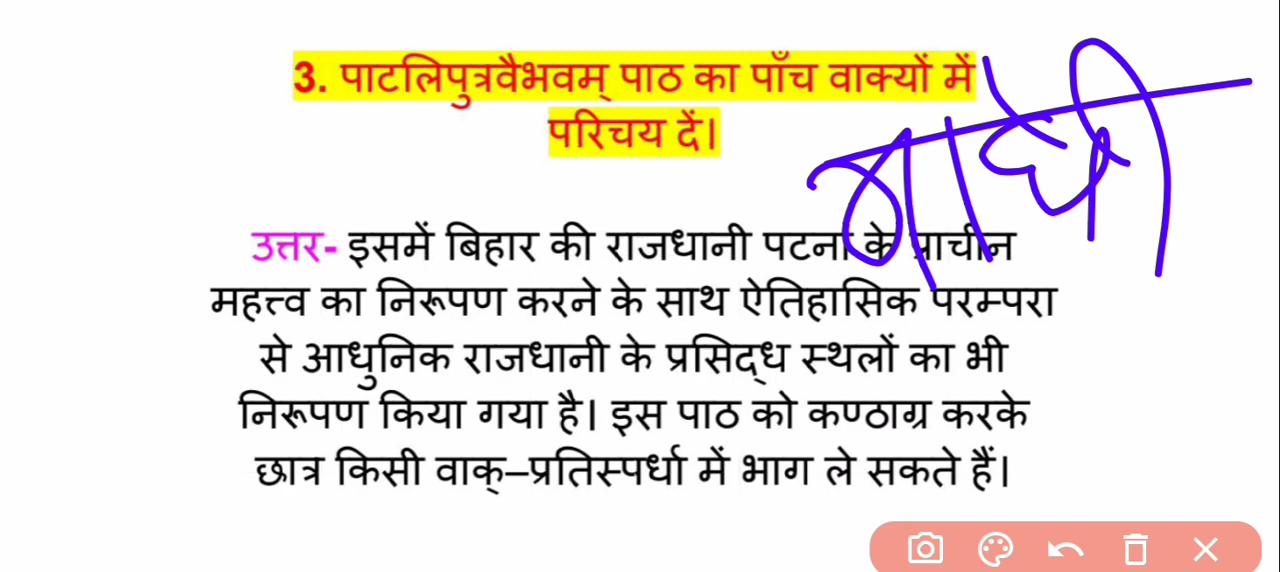 3. पाटलिपुत्रवैभवम् पाठ का पाँच वाक्यों में
परिचय दें।
उत्तर- इसमें बिहार की राजधानी पटना के प्राचीन
महत्त्व का निरूपण करने के साथ ऐतिहासिक परम्परा
से आधुनिक राजधानी के प्रसिद्ध स्थलों का भी
निरूपण किया गया है। इस पाठ को कण्ठाग्र करके
छात्र किसी वाक्–प्रतिस्पर्धा में भाग ले सकते हैं।